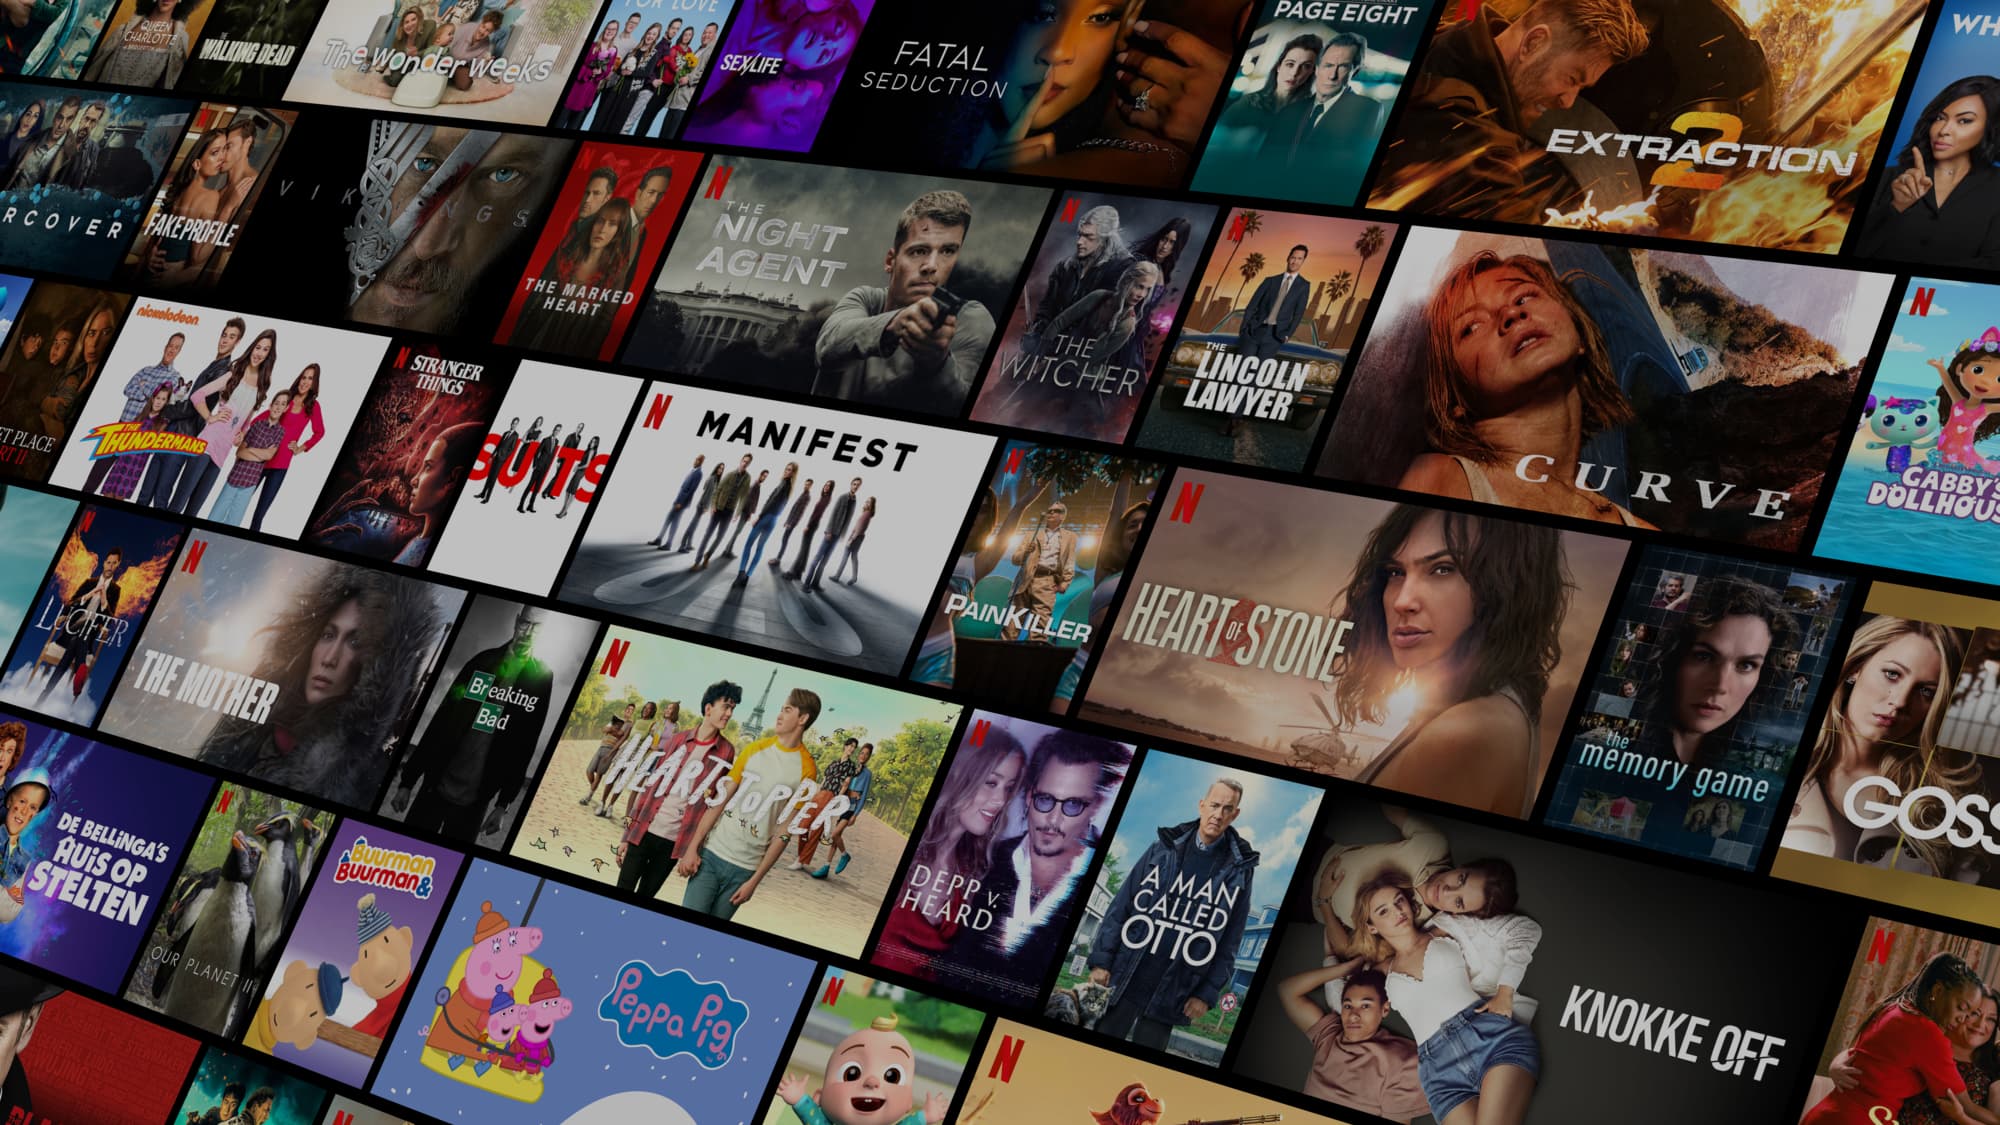 QUEEN
CHARLOTTE
THE
WALKING DEAD
The wonder weeks
FOR LOVE
SEX/LIFE
FATAL
SEDUCTION
PAGE EIGHT
EXTRACTION
2
WH
RCOVER
FAKE PROFILE
VIKINGS
N
THE MARKED
HEART
N
THE
NIGHT
AGENT
N
THE
WITCHER
N
THE
LINCOLN
LAWYER
CURVE
N
GABBY'S
DOLLHOUS
ET PLACE
RT II
nickelodeon
THE
THUNDERMANS
N
STRANGER
THINGS
SUITS
N
MANIFEST
N
PAINKILLER
N
HEART OF STONE
the
memory game
GOSS
N
LUCIFER
N
THE MOTHER
Breaking
Bad
N
HEARTSTOPPER
N
DEPP V.
HEARD
A MAN
CALLED
OTTO
KNOKKE OFF
N
DE BELLINGA'S
HUIS OP
STELTEN
N
OUR PLANET II
Buurman
& Buurman
Peppa Pig
N
N
N
N